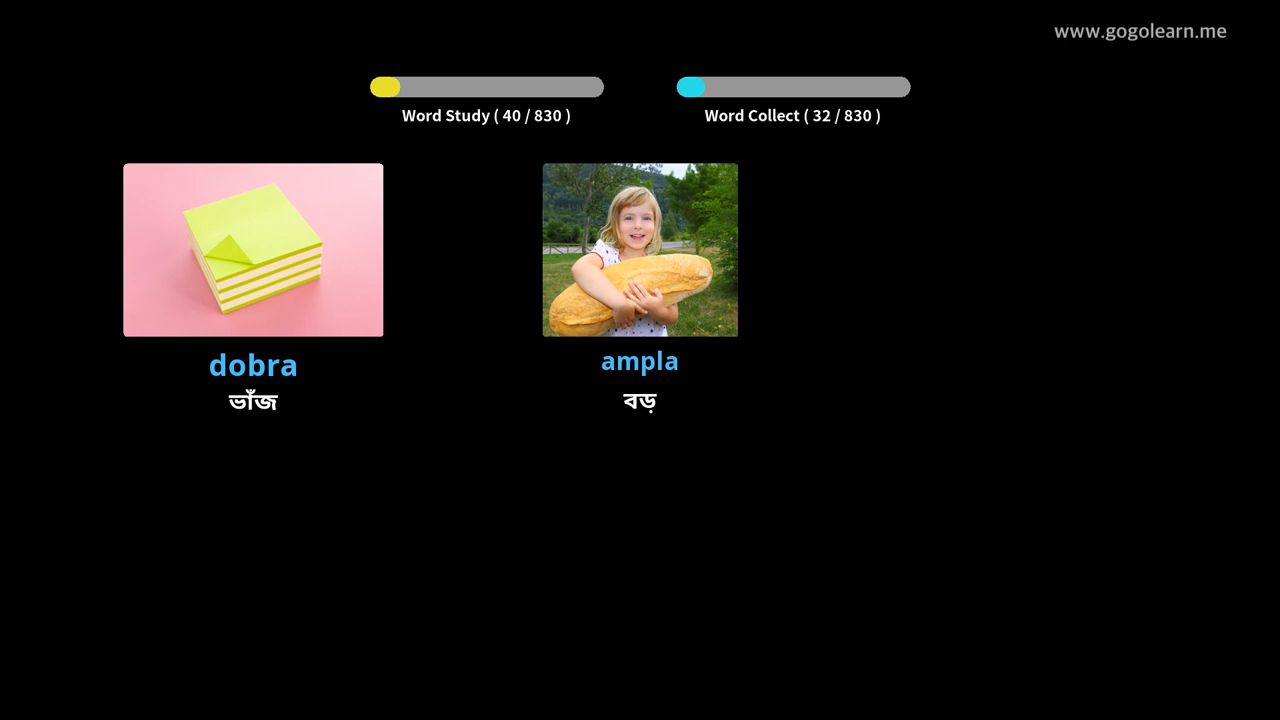 www.gogolearn.me
Word Study ( 40 / 830 )
Word Collect ( 32 / 830 )
dobra
ভাঁজ
ampla
বড়